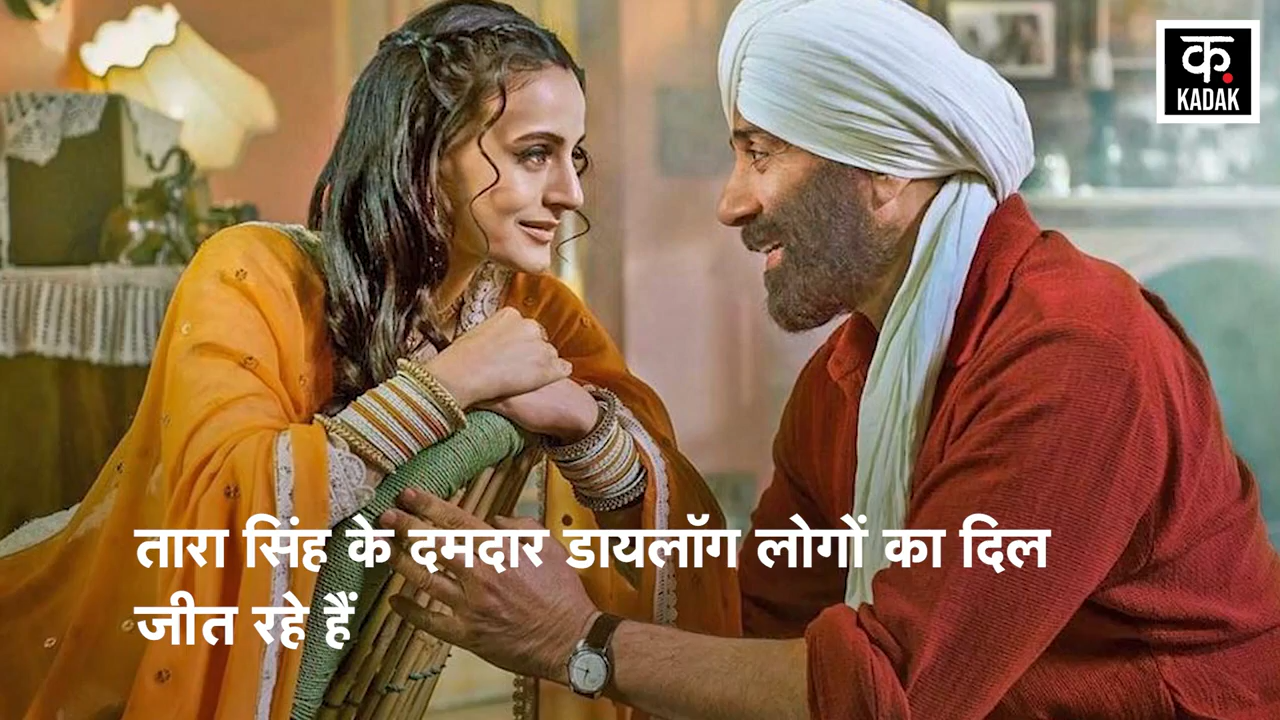 क.
KADAK
तारा सिंह के दमदार डायलॉग लोगों का दिल
जीत रहे हैं